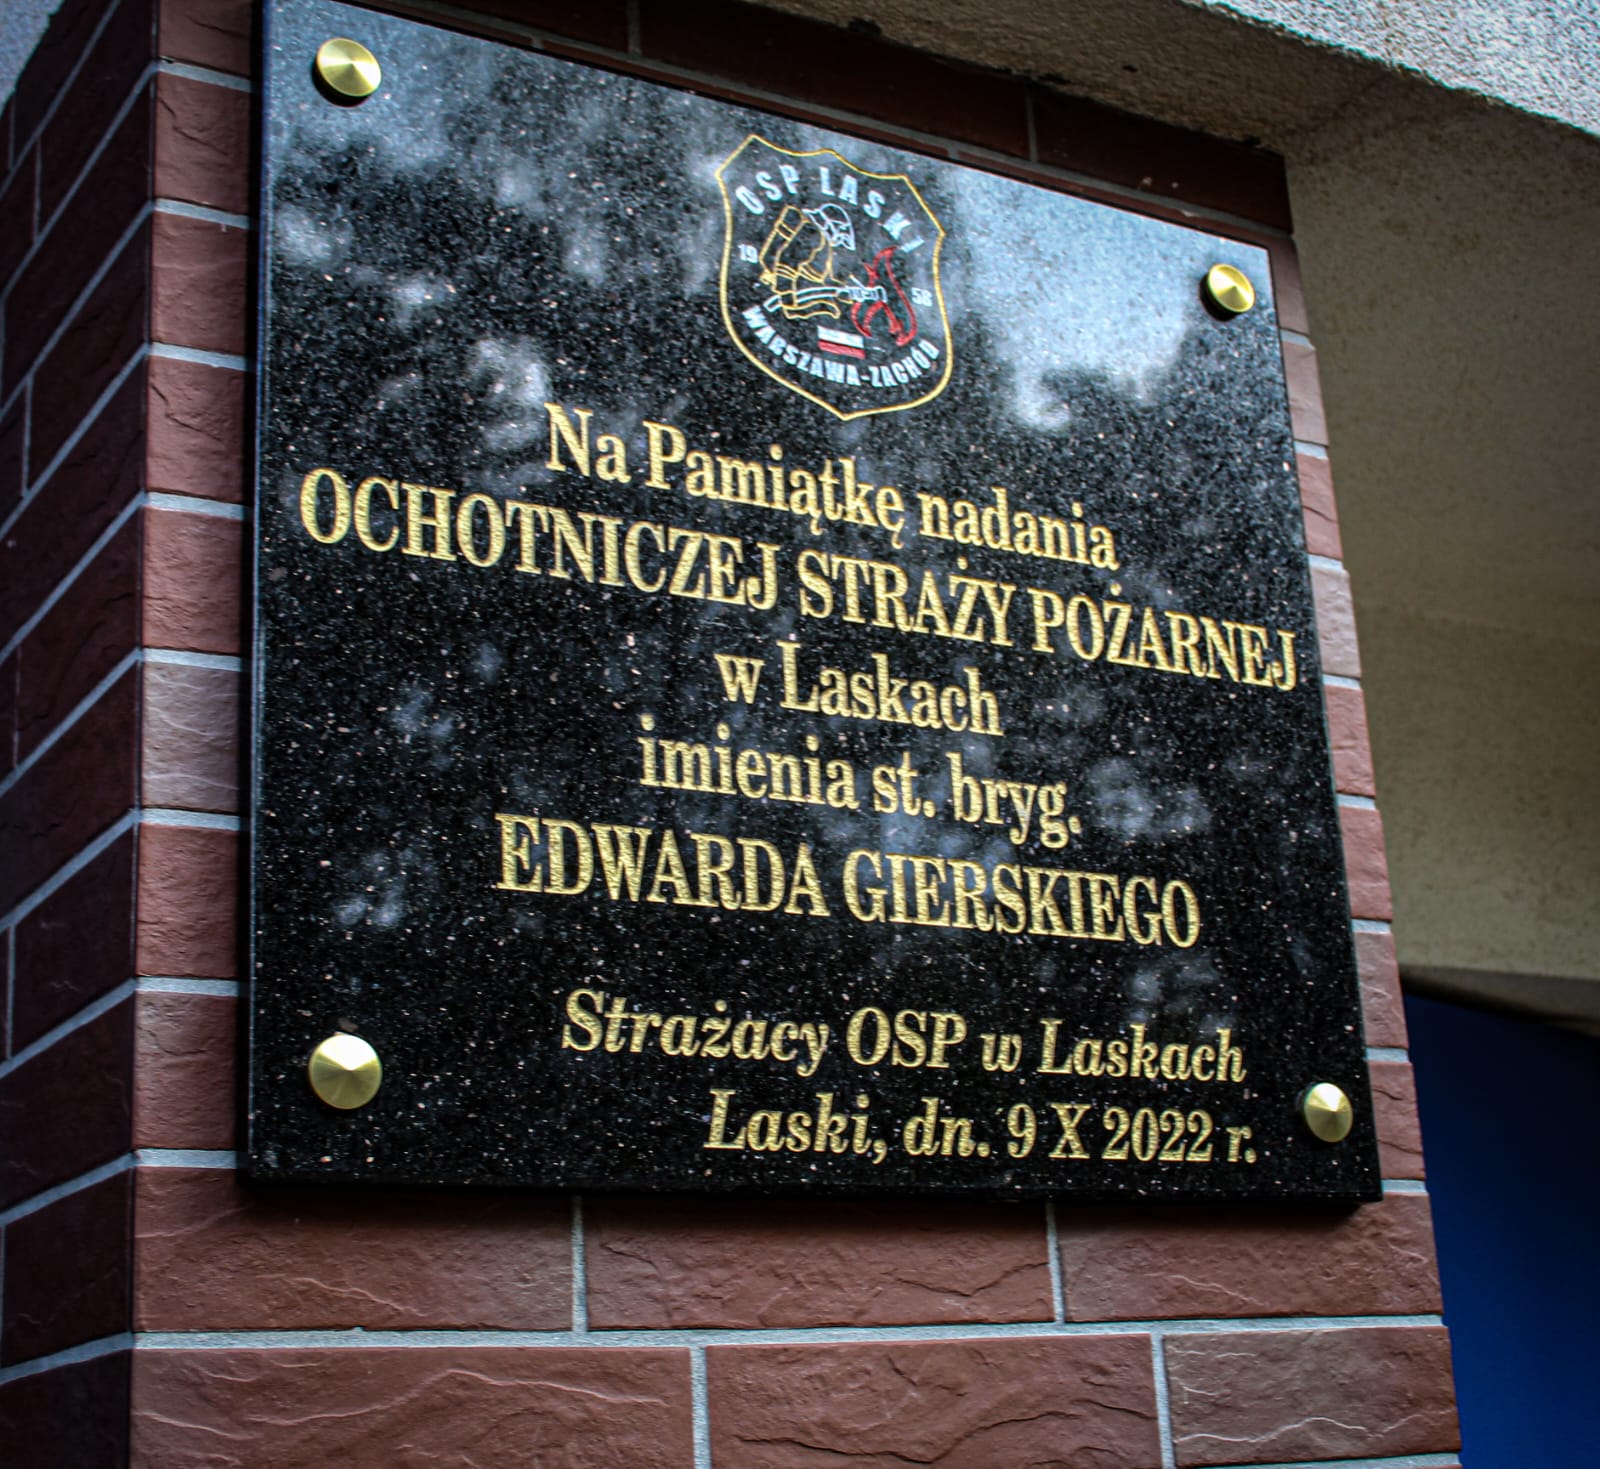 OSP LASKI
19 58
WARSZAWA-ZACHÓD
Na Pamiątkę nadania
OCHOTNICZEJ STRAŻY POŻARNEJ
w Laskach
imienia st. bryg.
EDWARDA GIERSKIEGO
Strażacy OSP w Laskach
Laski, dn. 9 X 2022 r.